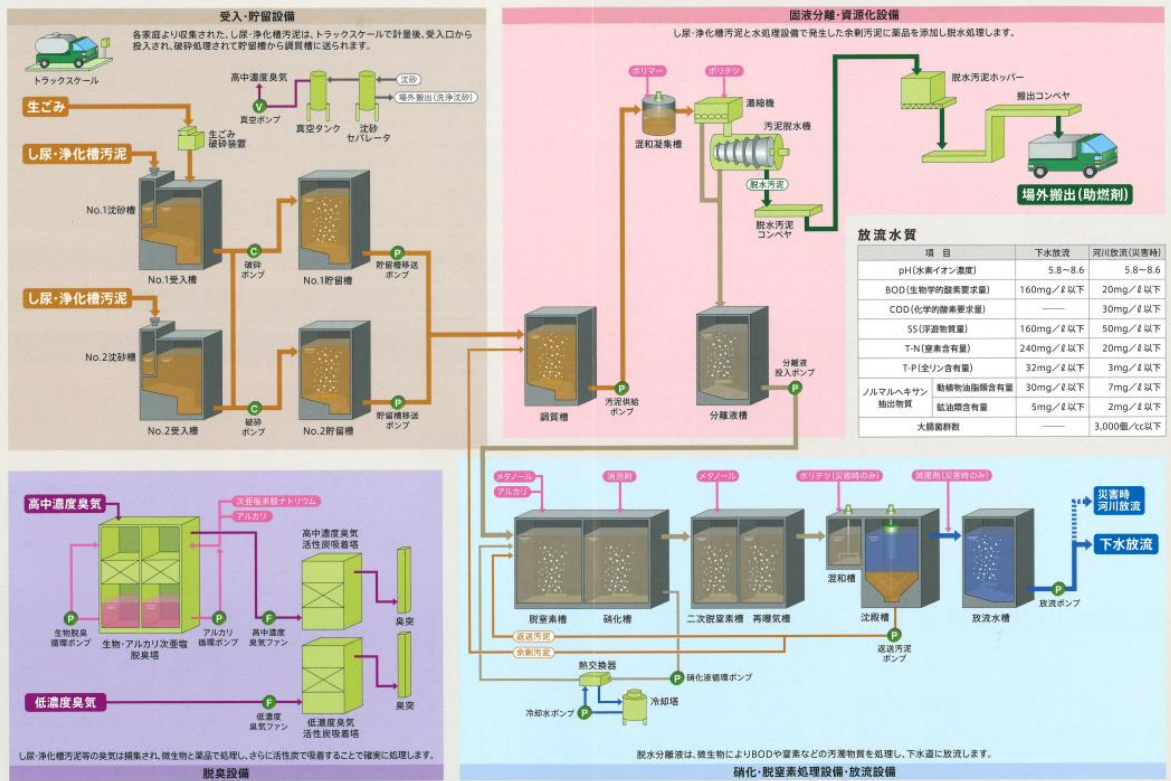 受入・貯留設備
各家庭より収集された、し尿・浄化槽汚泥は、トラックスケールで計量後、受入口から
投入され、破砕処理されて貯留槽から調質槽に送られます。
トラックスケール
高中濃度臭気
V
真空ポンプ
真空タンク
沈砂
セパレータ
沈砂
場外搬出(洗浄沈砂)
生ごみ
生ごみ
破砕装置
し尿・浄化槽汚泥
No.1沈砂槽
No.1受入槽
C
破砕
ポンプ
No.1貯留槽
P
貯留槽移送
ポンプ
し尿・浄化槽汚泥
No.2沈砂槽
No.2受入槽
C
破砕
ポンプ
No.2貯留槽
P
貯留槽移送
ポンプ
固液分離・資源化設備
し尿・浄化槽汚泥と水処理設備で発生した余剰汚泥に薬品を添加し脱水処理します。
ポリマー
ポリテツ
混和凝集槽
濃縮機
汚泥脱水機
脱水汚泥
脱水汚泥
コンベヤ
脱水汚泥ホッパー
搬出コンベヤ
場外搬出(助燃剤)
調質槽
P
汚泥供給
ポンプ
分離液槽
分離液
投入ポンプ
P
放流水質
項 目 下水放流 河川放流(災害時)
pH(水素イオン濃度) 5.8～8.6 5.8～8.6
BOD(生物学的酸素要求量) 160mg/ℓ以下 20mg/ℓ以下
COD(化学的酸素要求量) —— 30mg/ℓ以下
SS(浮遊物質量) 160mg/ℓ以下 50mg/ℓ以下
T-N(窒素含有量) 240mg/ℓ以下 20mg/ℓ以下
T-P(全リン含有量) 32mg/ℓ以下 3mg/ℓ以下
ノルマルヘキサン
抽出物質
動植物油脂類含有量 30mg/ℓ以下 7mg/ℓ以下
鉱油類含有量 5mg/ℓ以下 2mg/ℓ以下
大腸菌群数 —— 3,000個/cc以下
高中濃度臭気
次亜塩素酸ナトリウム
アルカリ
P
生物脱臭
循環ポンプ
生物・アルカリ次亜塩
脱臭塔
P
アルカリ
循環ポンプ
F
高中濃度
臭気ファン
高中濃度臭気
活性炭吸着塔
臭突
低濃度臭気
F
低濃度
臭気ファン
低濃度臭気
活性炭吸着塔
臭突
し尿・浄化槽汚泥等の臭気は捕集され、微生物と薬品で処理し、さらに活性炭で吸着することで確実に処理します。
脱臭設備
メタノール
アルカリ
消泡剤
メタノール
ポリテツ(災害時のみ)
滅菌剤(災害時のみ)
災害時
河川放流
下水放流
脱窒素槽
硝化槽
二次脱窒素槽
再曝気槽
混和槽
沈殿槽
放流水槽
P
放流ポンプ
返送汚泥
余剰汚泥
P
返送汚泥
ポンプ
熱交換器
P
硝化液循環ポンプ
冷却水ポンプ
P
冷却塔
脱水分離液は、微生物によりBODや窒素などの汚濁物質を処理し、下水道に放流します。
硝化・脱窒素処理設備・放流設備